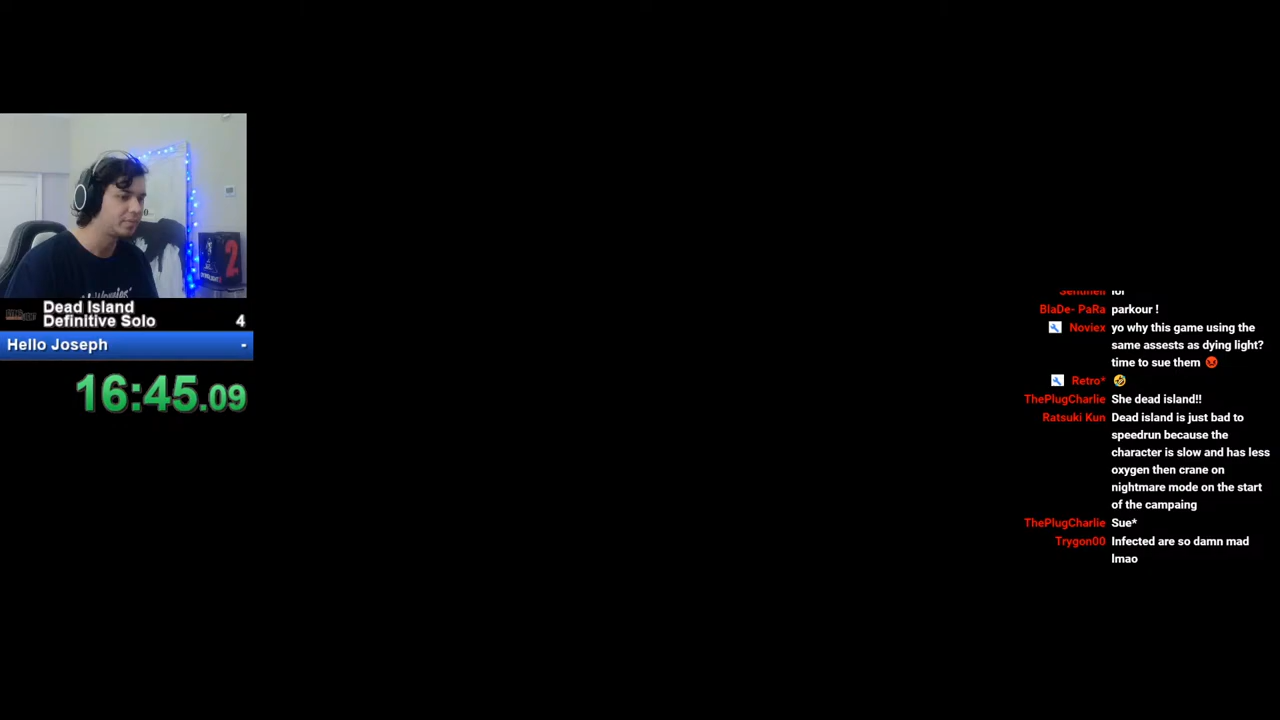 Dead Island
Definitive Solo 4
Hello Joseph -
16:45.09
BlaDe- PaRa parkour !
Noviex yo why this game using the
same assests as dying light?
time to sue them 😡
Retro* 🤣
ThePlugCharlie She dead island!!
Ratsuki Kun Dead island is just bad to
speedrun because the
character is slow and has less
oxygen then crane on
nightmare mode on the start
of the campaing
ThePlugCharlie Sue*
Trygon00 Infected are so damn mad
lmao
2